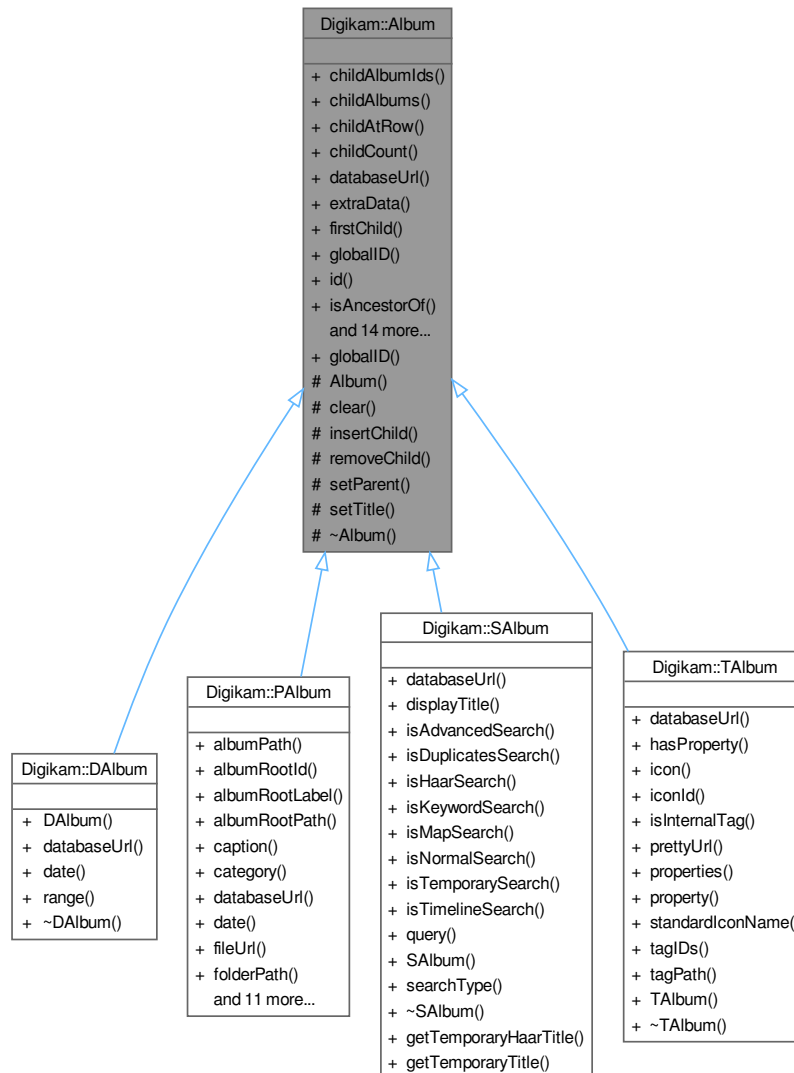 Digikam::Album
+ childAlbumIds()
+ childAlbums()
+ childAtRow()
+ childCount()
+ databaseUrl()
+ extraData()
+ firstChild()
+ globalID()
+ id()
+ isAncestorOf()
and 14 more...
+ globalID()
# Album()
# clear()
# insertChild()
# removeChild()
# setParent()
# setTitle()
# ~Album()
Digikam::DAlbum
+ DAlbum()
+ databaseUrl()
+ date()
+ range()
+ ~DAlbum()
Digikam::PAlbum
+ albumPath()
+ albumRootId()
+ albumRootLabel()
+ albumRootPath()
+ caption()
+ category()
+ databaseUrl()
+ date()
+ fileUrl()
+ folderPath()
and 11 more...
Digikam::SAlbum
+ databaseUrl()
+ displayTitle()
+ isAdvancedSearch()
+ isDuplicatesSearch()
+ isHaarSearch()
+ isKeywordSearch()
+ isMapSearch()
+ isNormalSearch()
+ isTemporarySearch()
+ isTimelineSearch()
+ query()
+ SAlbum()
+ searchType()
+ ~SAlbum()
+ getTemporaryHaarTitle()
+ getTemporaryTitle()
Digikam::TAlbum
+ databaseUrl()
+ hasProperty()
+ icon()
+ iconId()
+ isInternalTag()
+ prettyUrl()
+ properties()
+ property()
+ standardIconName(
+ tagIDs()
+ tagPath()
+ TAlbum()
+ ~TAlbum()